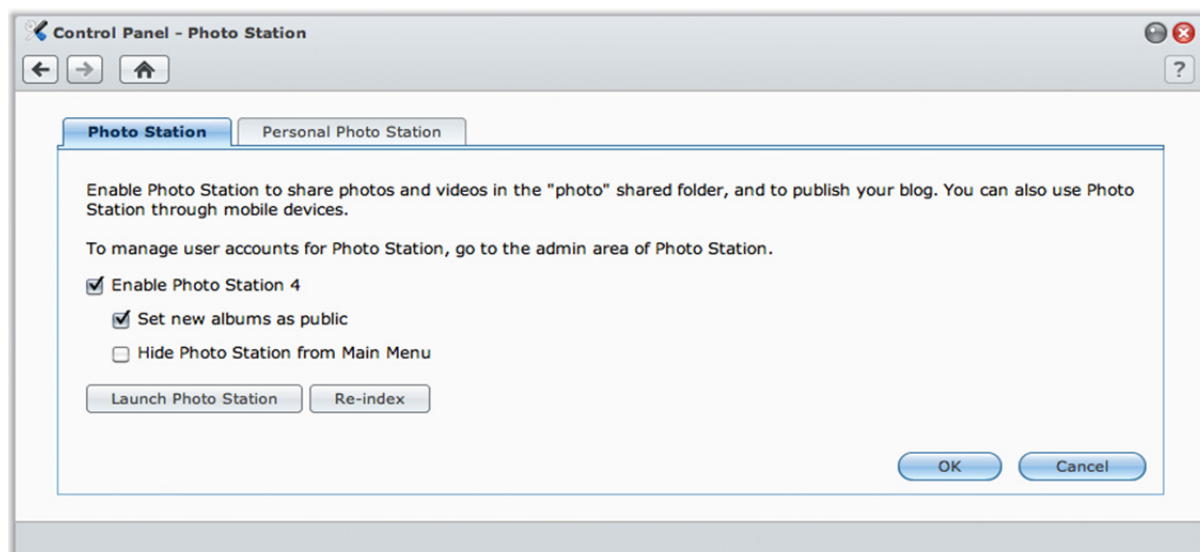 Control Panel - Photo Station
?
Photo Station
Personal Photo Station
Enable Photo Station to share photos and videos in the "photo" shared folder, and to publish your blog. You can also use Photo
Station through mobile devices.
To manage user accounts for Photo Station, go to the admin area of Photo Station.
Enable Photo Station 4
Set new albums as public
Hide Photo Station from Main Menu
Launch Photo Station
Re-index
OK
Cancel